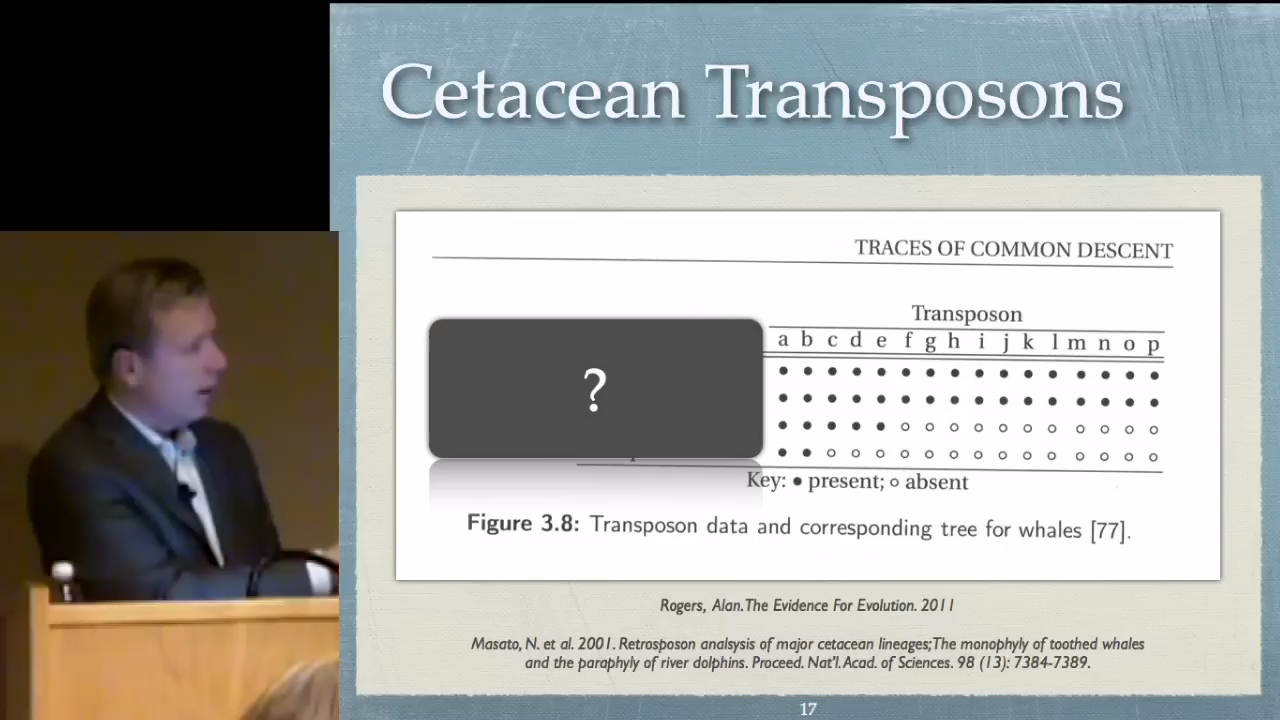 Cetacean Transposons
TRACES OF COMMON DESCENT
Transposon
a b c d e f g h i j k l m n o p
?
Key: • present; ○ absent
Figure 3.8: Transposon data and corresponding tree for whales [77].
Rogers, Alan.The Evidence For Evolution. 2011
Masato, N. et al. 2001. Retrosposon analsysis of major cetacean lineages;The monophyly of toothed whales
and the paraphyly of river dolphins. Proceed. Nat'l. Acad. of Sciences. 98 (13): 7384-7389.
17